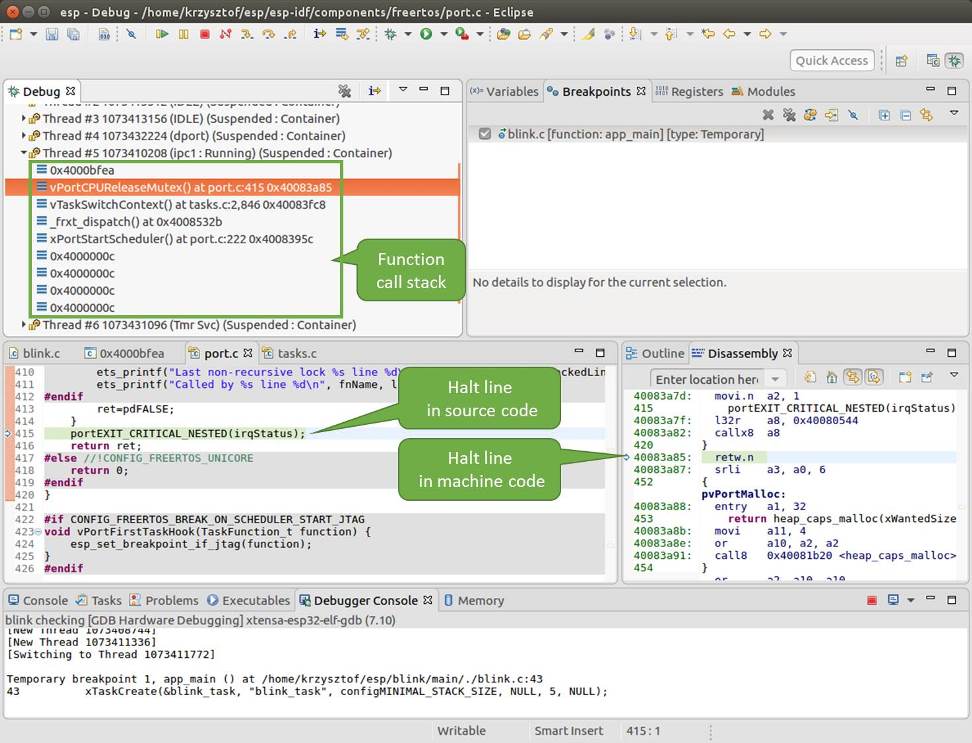 esp - Debug - /home/krzysztof/esp/esp-idf/components/freertos/port.c - Eclipse
Quick Access
Debug
Thread #2 1073413512 (IDLE) (Suspended : Container)
Thread #3 1073413156 (IDLE) (Suspended : Container)
Thread #4 1073432224 (dport) (Suspended : Container)
Thread #5 1073410208 (ipc1 : Running) (Suspended : Container)
0x4000bfea
vPortCPUReleaseMutex() at port.c:415 0x40083a85
vTaskSwitchContext() at tasks.c:2,846 0x40083fc8
_frxt_dispatch() at 0x4008532b
xPortStartScheduler() at port.c:222 0x4008395c
0x4000000c
0x4000000c
0x4000000c
0x4000000c
Thread #6 1073431096 (Tmr Svc) (Suspended : Container)
Function
call stack
(x)= Variables Breakpoints Registers Modules
blink.c [function: app_main] [type: Temporary]
No details to display for the current selection.
blink.c 0x4000bfea port.c tasks.c
410 ets_printf("Last non-recursive lock %s line %d\
411 ets_printf("Called by %s line %d\n", fnName, l
412 #endif
413 ret=pdFALSE;
414 }
415 portEXIT_CRITICAL_NESTED(irqStatus);
416 return ret;
417 #else //!CONFIG_FREERTOS_UNICORE
418 return 0;
419 #endif
420 }
421
422 #if CONFIG_FREERTOS_BREAK_ON_SCHEDULER_START_JTAG
423 void vPortFirstTaskHook(TaskFunction_t function) {
424 esp_set_breakpoint_if_jtag(function);
425 }
426 #endif
Halt line
in source code
Halt line
in machine code
Outline Disassembly
Enter location her
40083a7d: movi.n a2, 1
415 portEXIT_CRITICAL_NESTED(irqStatus)
40083a7f: l32r a8, 0x40080544
40083a82: callx8 a8
420 }
40083a85: retw.n
40083a87: srli a3, a0, 6
452 {
pvPortMalloc:
40083a88: entry a1, 32
453 return heap_caps_malloc(xWantedSize
40083a8b: movi a11, 4
40083a8e: or a10, a2, a2
40083a91: call8 0x40081b20 <heap_caps_malloc>
454 }
or a2, a10, a10
Console Tasks Problems Executables Debugger Console Memory
blink checking [GDB Hardware Debugging] xtensa-esp32-elf-gdb (7.10)
[New Thread 1073408744]
[New Thread 1073411336]
[Switching to Thread 1073411772]
Temporary breakpoint 1, app_main () at /home/krzysztof/esp/blink/main/./blink.c:43
43 xTaskCreate(&blink_task, "blink_task", configMINIMAL_STACK_SIZE, NULL, 5, NULL);
Writable Smart Insert 415 : 1